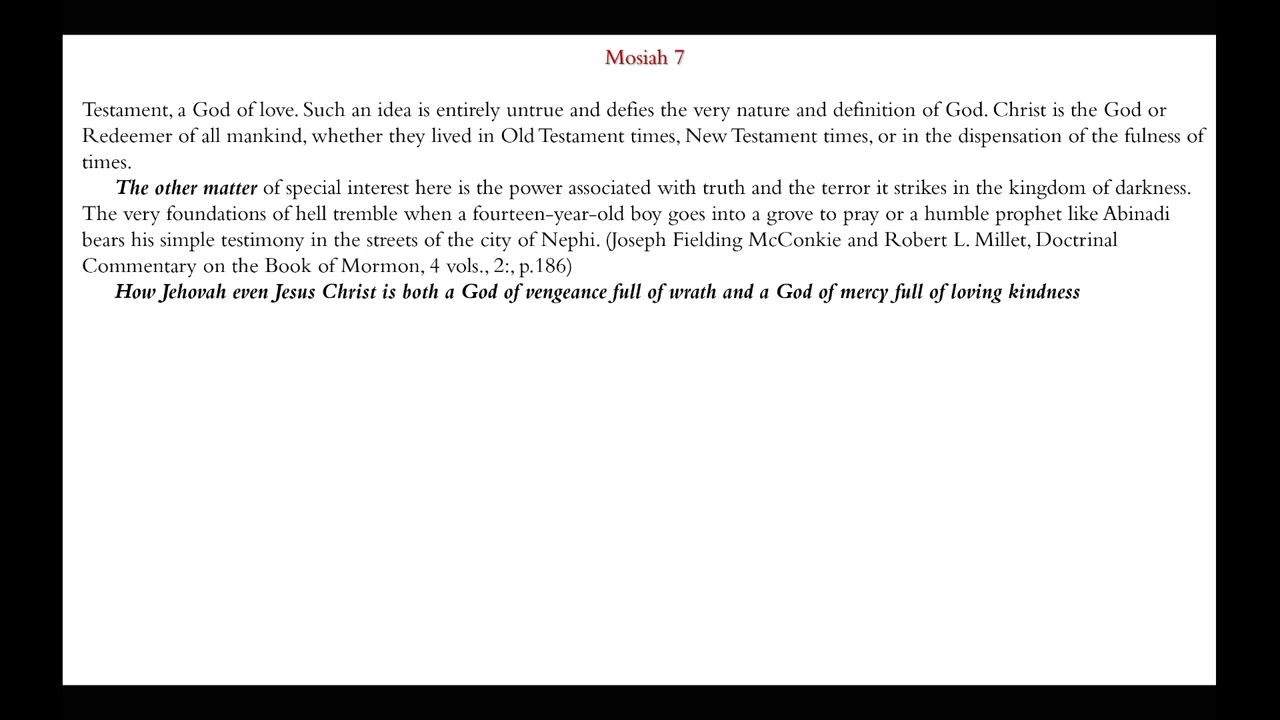 Mosiah 7
Testament, a God of love. Such an idea is entirely untrue and defies the very nature and definition of God. Christ is the God or
Redeemer of all mankind, whether they lived in Old Testament times, New Testament times, or in the dispensation of the fulness of
times.
The other matter of special interest here is the power associated with truth and the terror it strikes in the kingdom of darkness.
The very foundations of hell tremble when a fourteen-year-old boy goes into a grove to pray or a humble prophet like Abinadi
bears his simple testimony in the streets of the city of Nephi. (Joseph Fielding McConkie and Robert L. Millet, Doctrinal
Commentary on the Book of Mormon, 4 vols., 2:, p.186)
How Jehovah even Jesus Christ is both a God of vengeance full of wrath and a God of mercy full of loving kindness